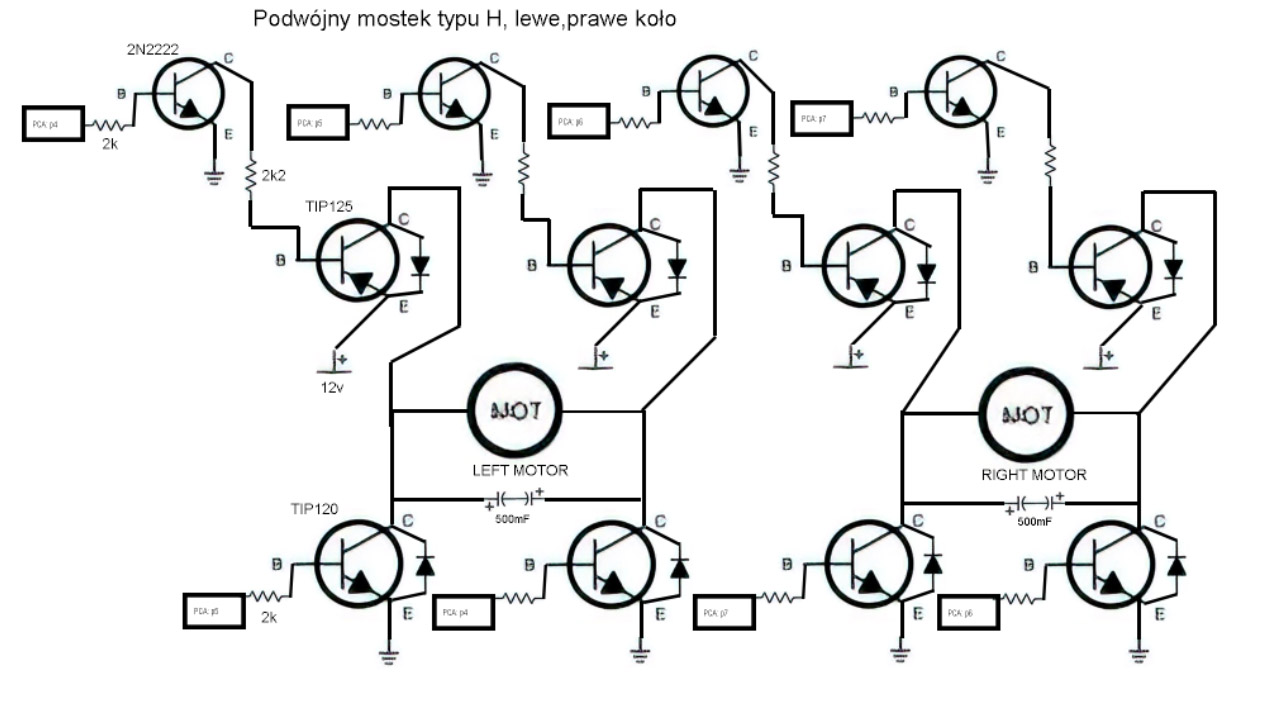 Podwójny mostek typu H, lewe,prawe koło
2N2222
C
C
C
C
B
B
B
B
PCA: p4
PCA: p5
PCA: p6
PCA: p7
E
E
E
E
2k
2k2
TIP125
C
C
C
C
B
B
B
B
E
E
E
E
+
+
+
+
12v
MOT
MOT
LEFT MOTOR
RIGHT MOTOR
+
+
+
+
500mF
500mF
TIP120
C
C
C
C
B
B
B
B
PCA: p5
PCA: p4
PCA: p7
PCA: p6
E
E
E
E
2k